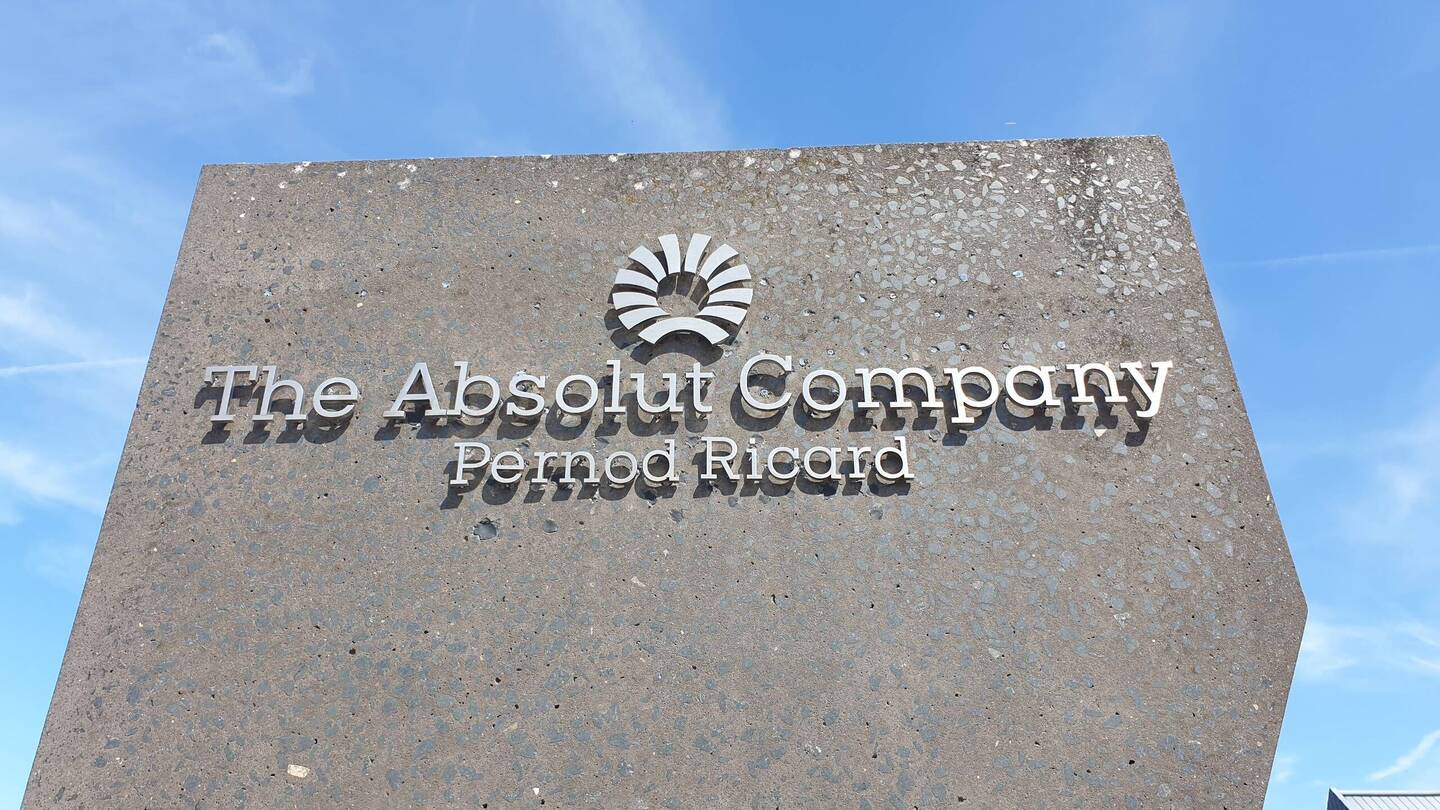 The Absolut Company
Pernod Ricard